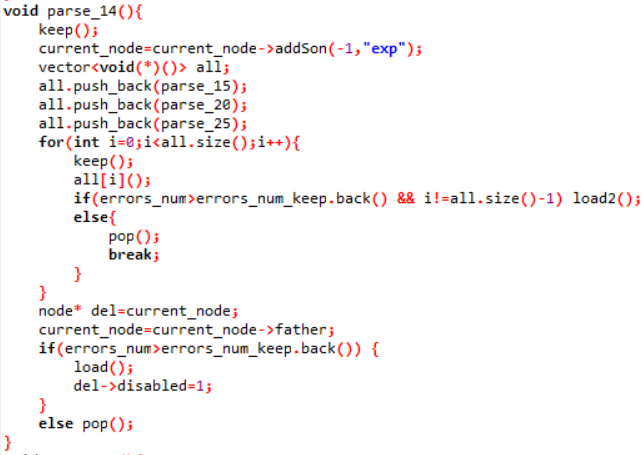 void parse_14(){
    keep();
    current_node=current_node->addSon(-1,"exp");
    vector<void(*)()> all;
    all.push_back(parse_15);
    all.push_back(parse_20);
    all.push_back(parse_25);
    for(int i=0;i<all.size();i++){
        keep();
        all[i]();
        if(errors_num>errors_num_keep.back() && i!=all.size()-1) load2();
        else{
            pop();
            break;
        }
    }
    node* del=current_node;
    current_node=current_node->father;
    if(errors_num>errors_num_keep.back()) {
        load();
        del->disabled=1;
    }
    else pop();
}